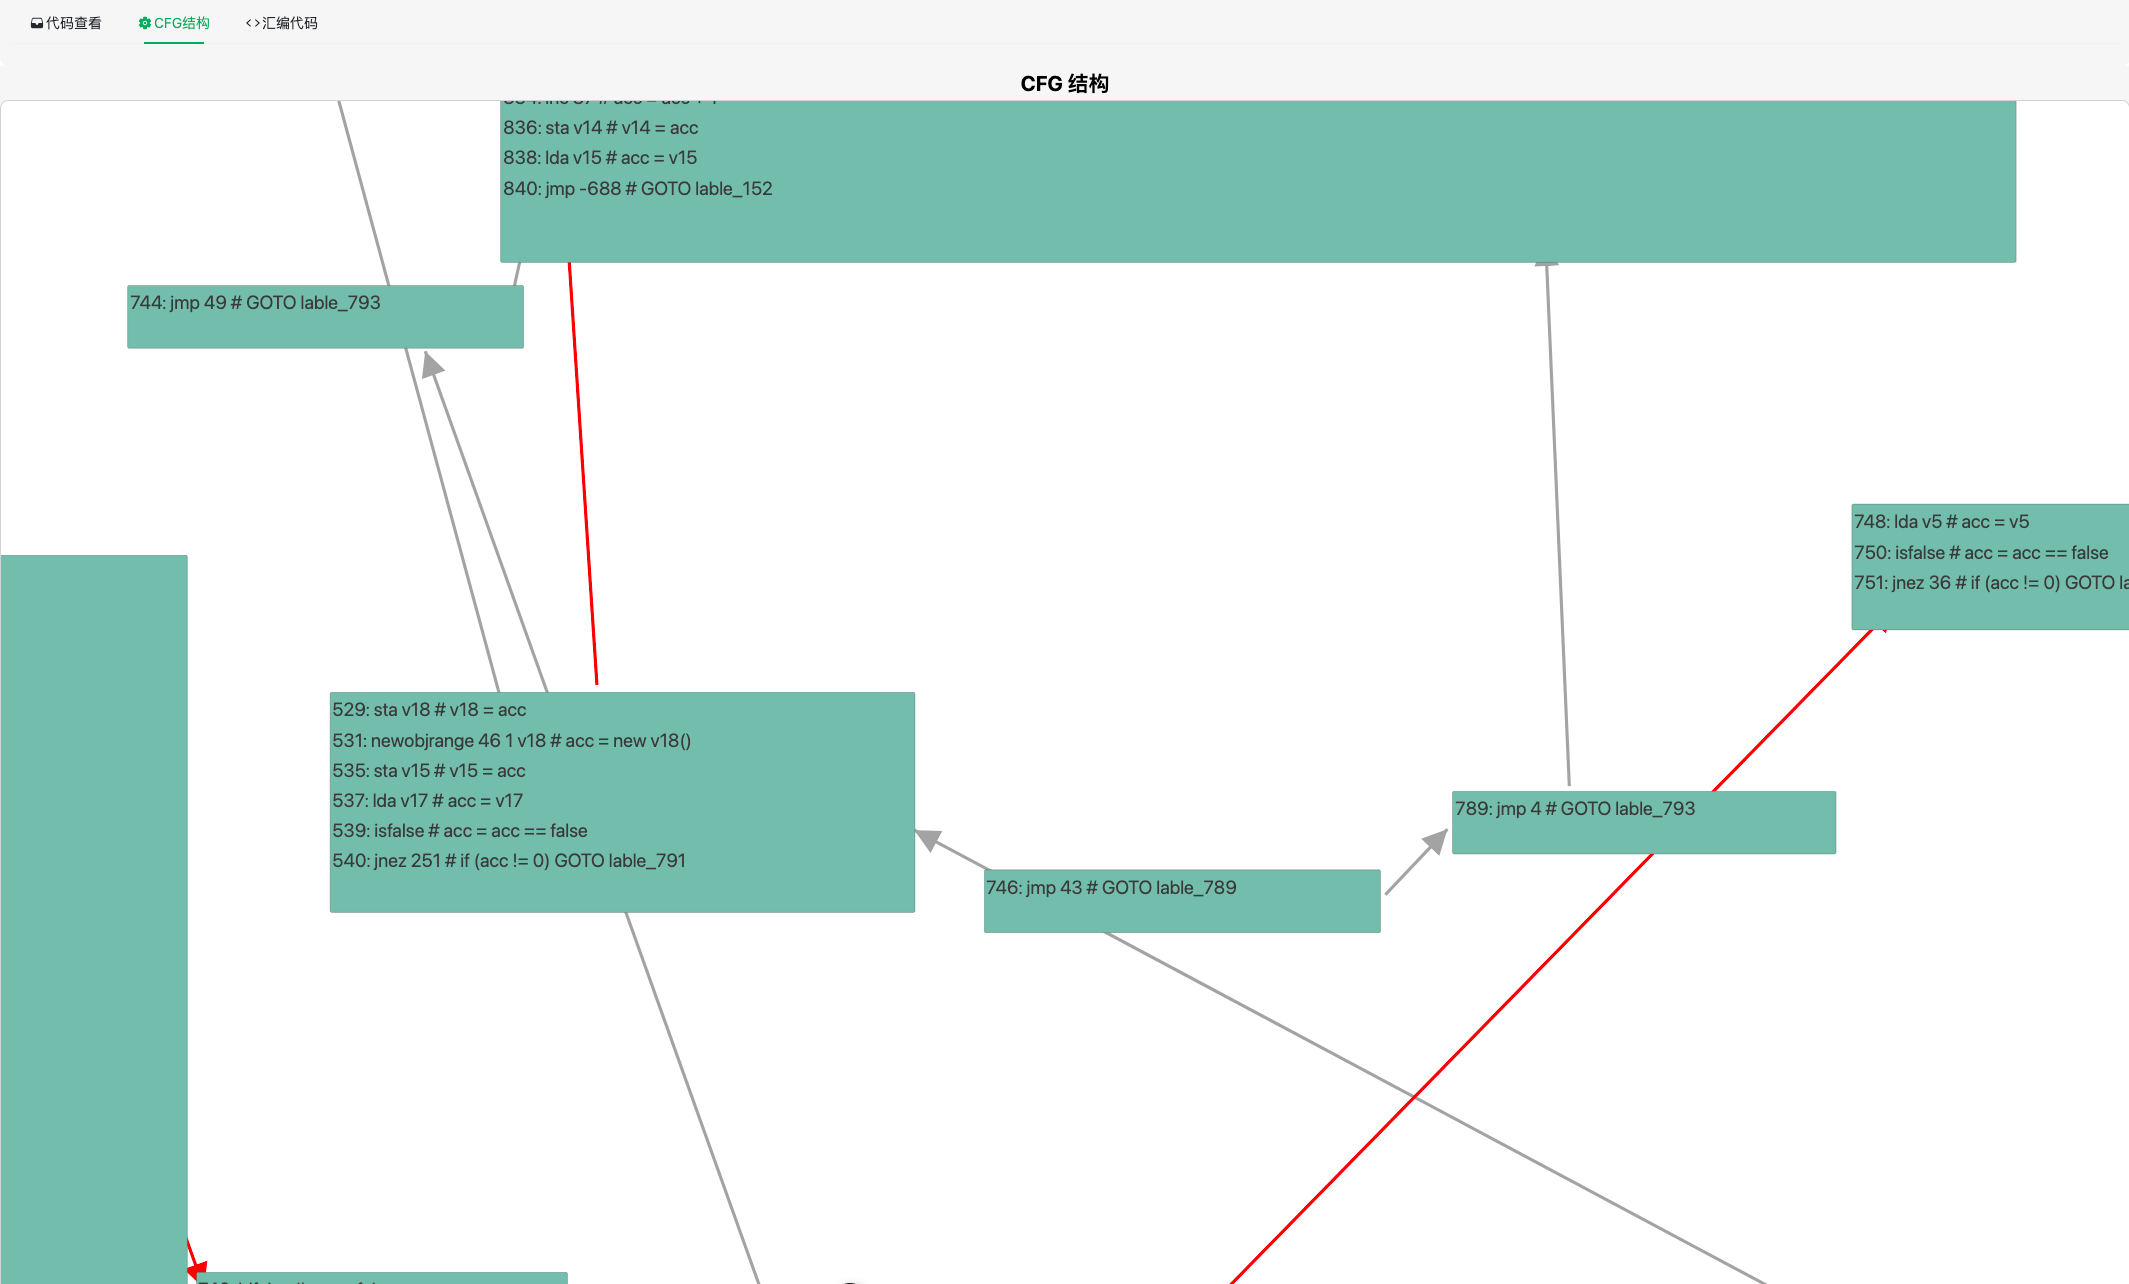 代码查看
CFG结构
<>汇编代码
CFG 结构
836: sta v14 # v14 = acc
838: lda v15 # acc = v15
840: jmp -688 # GOTO lable_152
744: jmp 49 # GOTO lable_793
748: lda v5 # acc = v5
750: isfalse # acc = acc == false
751: jnez 36 # if (acc != 0) GOTO
529: sta v18 # v18 = acc
531: newobjrange 46 1 v18 # acc = new v18()
535: sta v15 # v15 = acc
537: lda v17 # acc = v17
539: isfalse # acc = acc == false
540: jnez 251 # if (acc != 0) GOTO lable_791
789: jmp 4 # GOTO lable_793
746: jmp 43 # GOTO lable_789